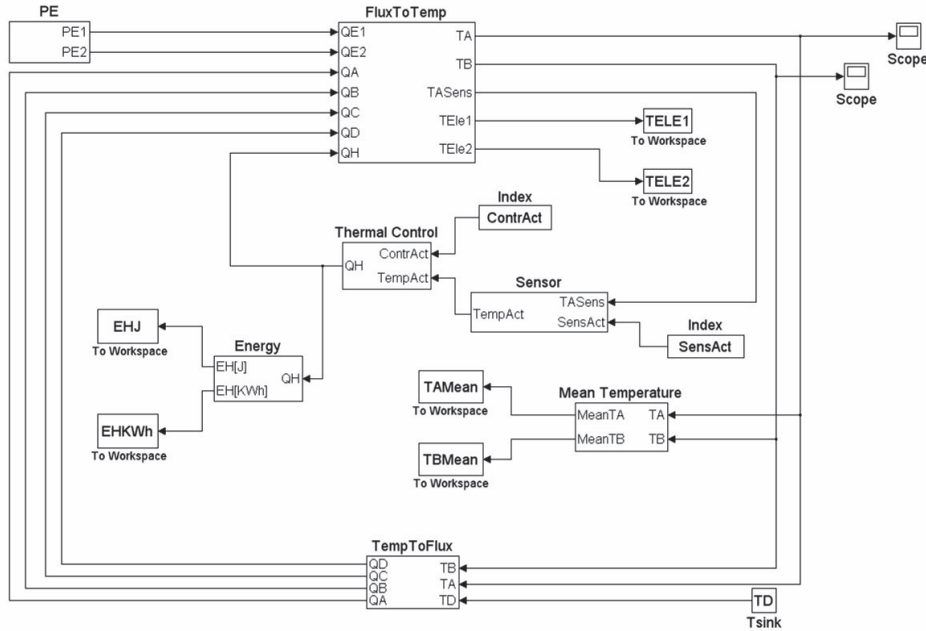 PE
PE1
PE2
FluxToTemp
QE1
QE2
QA
QB
QC
QD
QH
TA
TB
TASens
TEle1
TEle2
Scope
Scope
TELE1
To Workspace
TELE2
To Workspace
Index
ContrAct
Thermal Control
QH
ContrAct
TempAct
Sensor
TempAct
TASens
SensAct
Index
SensAct
EHJ
To Workspace
Energy
EH[J]
EH[KWh]
QH
EHKWh
To Workspace
TAMean
To Workspace
TBMean
To Workspace
Mean Temperature
MeanTA
MeanTB
TA
TB
TempToFlux
QD
QC
QB
QA
TB
TA
TD
TD
Tsink